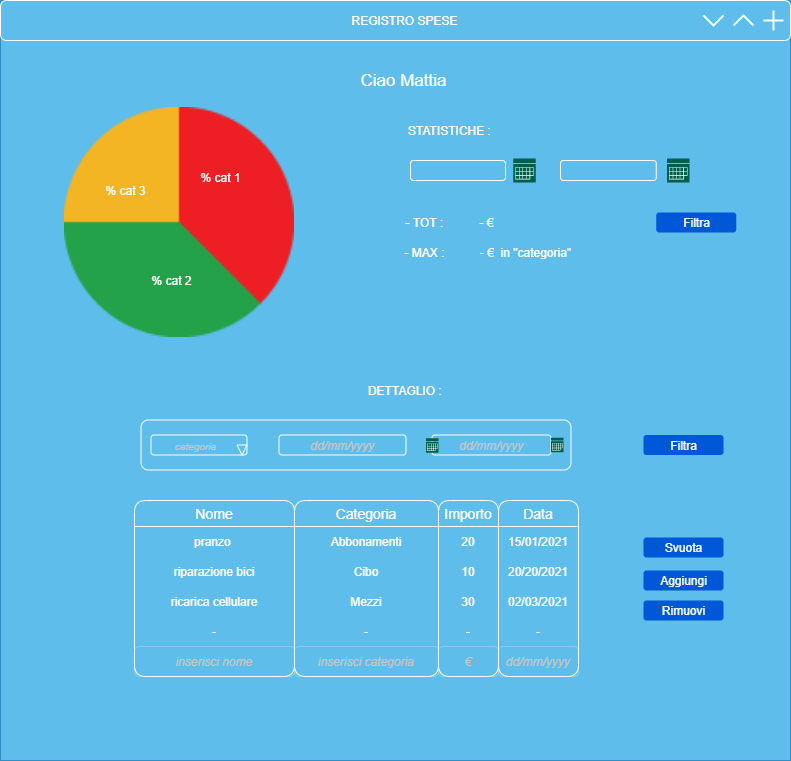 REGISTRO SPESE
Ciao Mattia
% cat 1
% cat 3
% cat 2
STATISTICHE :
- TOT : - €
Filtra
- MAX : - € in "categoria"
DETTAGLIO :
categoria dd/mm/yyyy dd/mm/yyyy
Filtra
Nome Categoria Importo Data
pranzo Abbonamenti 20 15/01/2021
riparazione bici Cibo 10 20/20/2021
ricarica cellulare Mezzi 30 02/03/2021
- - - -
inserisci nome inserisci categoria € dd/mm/yyyy
Svuota
Aggiungi
Rimuovi